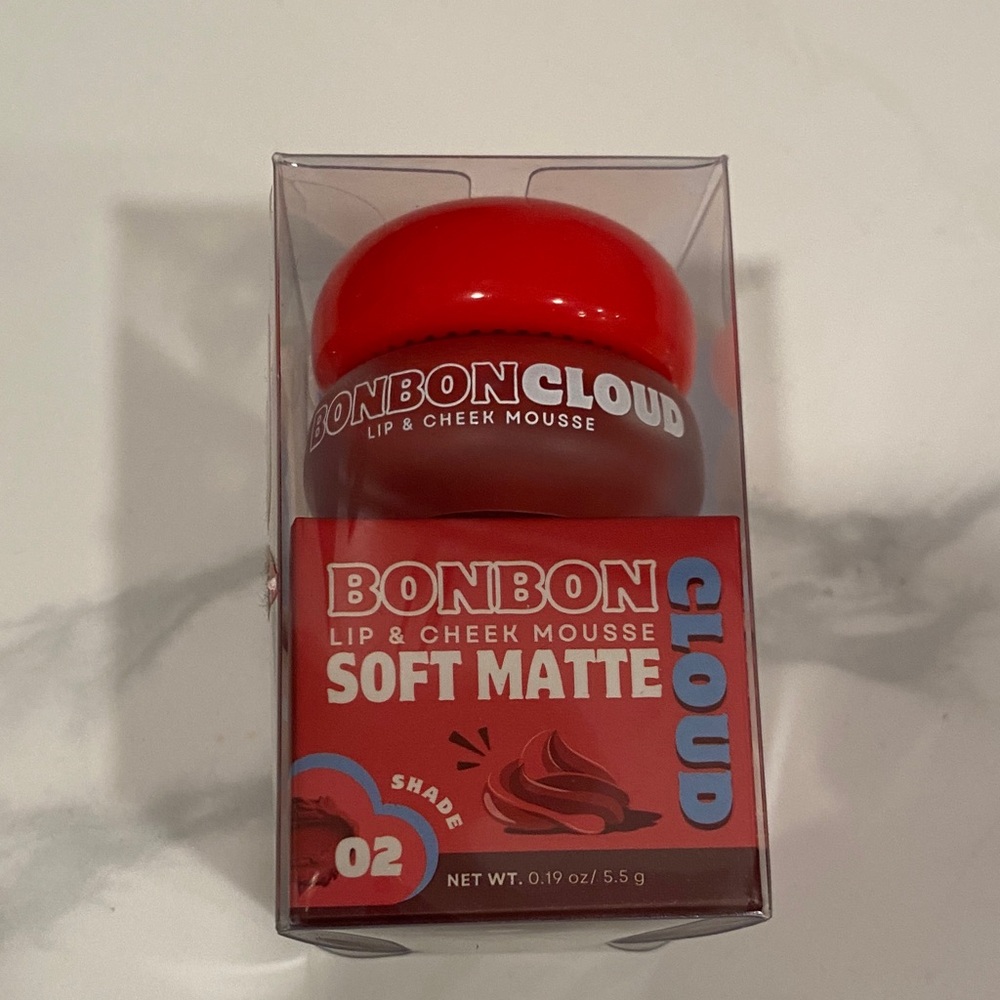 BONBONCLOUD
LIP & CHEEK MOUSSE
BONBON
CLOUD
LIP & CHEEK MOUSSE
SOFT MATTE
SHADE
02
NET WT. 0.19 oz/ 5.5 g